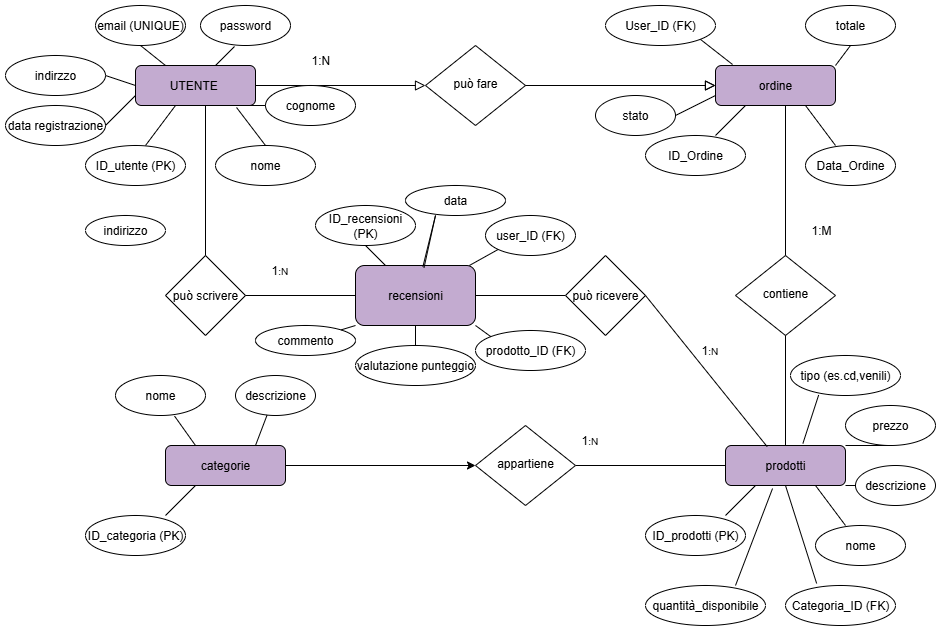 email (UNIQUE)
password
User_ID (FK)
totale
1:N
indirzzo
UTENTE
può fare
ordine
cognome
data registrazione
stato
ID_utente (PK)
nome
ID_Ordine
Data_Ordine
indirizzo
ID_recensioni
(PK)
data
user_ID (FK)
1:M
1:N
può scrivere
recensioni
può ricevere
contiene
commento
valutazione punteggio
prodotto_ID (FK)
1:N
tipo (es.cd,venili)
nome
descrizione
prezzo
1:N
categorie
appartiene
prodotti
descrizione
ID_categoria (PK)
ID_prodotti (PK)
nome
quantità_disponibile
Categoria_ID (FK)